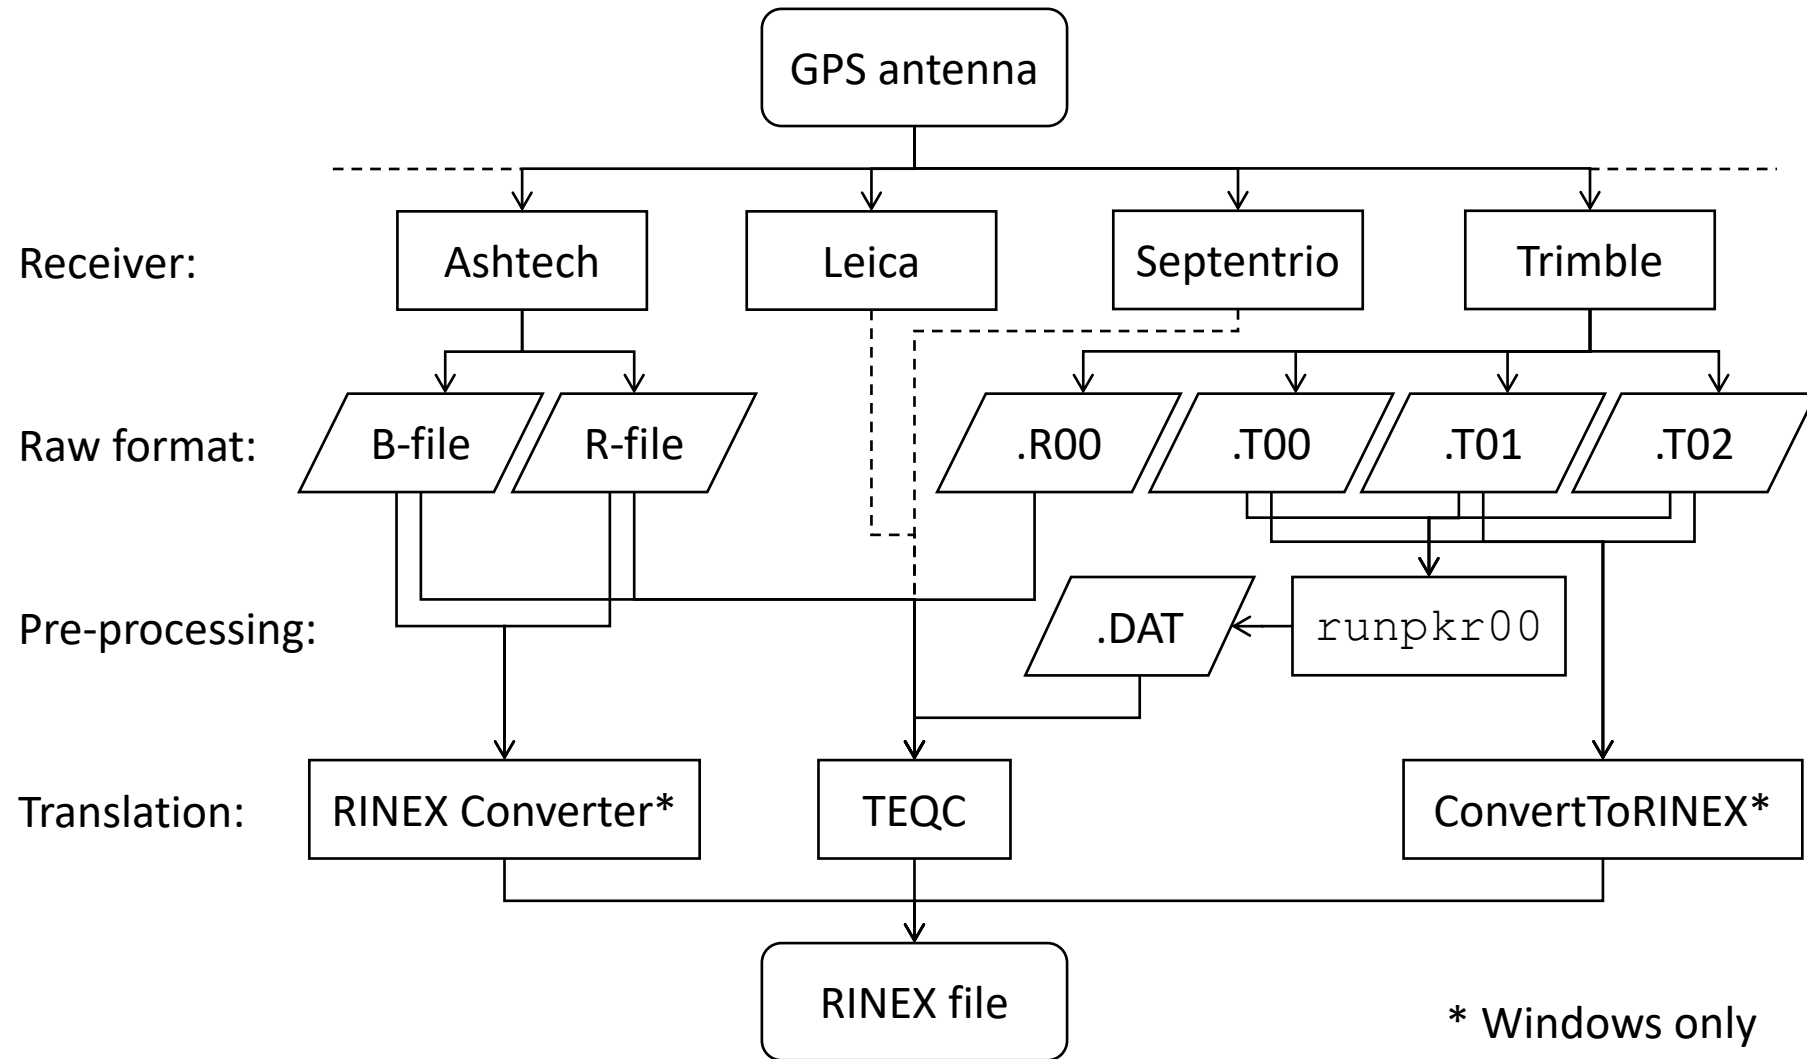 GPS antenna
Receiver:
Ashtech
Leica
Septentrio
Trimble
Raw format:
B-file
R-file
.R00
.T00
.T01
.T02
Pre-processing:
.DAT
runpkr00
Translation:
RINEX Converter*
TEQC
ConvertToRINEX*
RINEX file
* Windows only